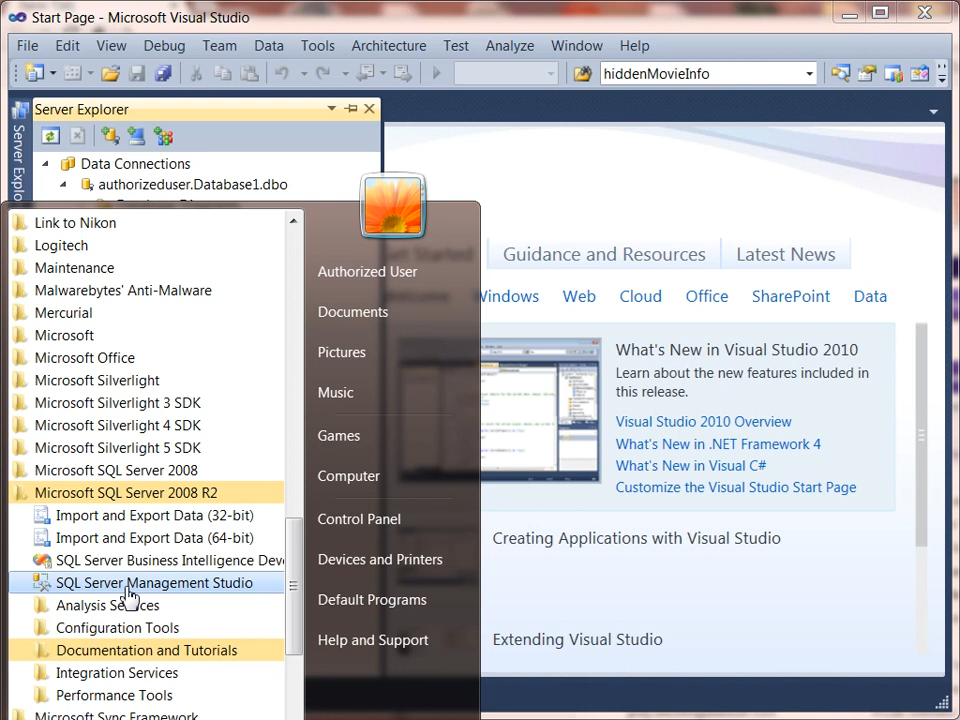 Start Page - Microsoft Visual Studio
File Edit View Debug Team Data Tools Architecture Test Analyze Window Help
hiddenMovieInfo
Server Explorer
Server Explo
Data Connections
authorizeduser.Database1.dbo
Link to Nikon
Logitech
Maintenance
Malwarebytes' Anti-Malware
Mercurial
Microsoft
Microsoft Office
Microsoft Silverlight
Microsoft Silverlight 3 SDK
Microsoft Silverlight 4 SDK
Microsoft Silverlight 5 SDK
Microsoft SQL Server 2008
Microsoft SQL Server 2008 R2
Import and Export Data (32-bit)
Import and Export Data (64-bit)
SQL Server Business Intelligence Deve
SQL Server Management Studio
Analysis Services
Configuration Tools
Documentation and Tutorials
Integration Services
Performance Tools
Microsoft Sync Framework
Authorized User
Documents
Pictures
Music
Games
Computer
Control Panel
Devices and Printers
Default Programs
Help and Support
Get Started Guidance and Resources Latest News
Welcome Windows Web Cloud Office SharePoint Data
What's New in Visual Studio 2010
Learn about the new features included in
this release.
Visual Studio 2010 Overview
What's New in .NET Framework 4
What's New in Visual C#
Customize the Visual Studio Start Page
Creating Applications with Visual Studio
Extending Visual Studio